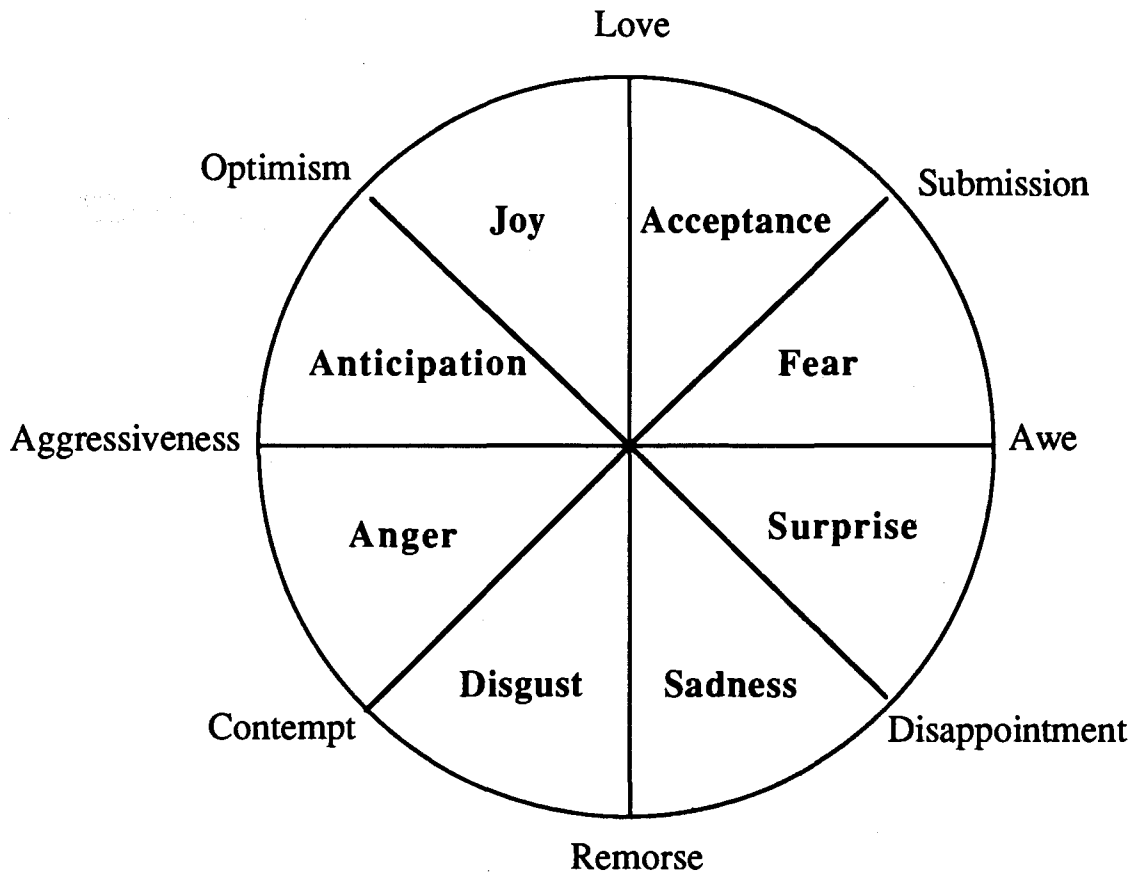 Love
Optimism
Submission
Joy
Acceptance
Anticipation
Fear
Aggressiveness
Awe
Anger
Surprise
Disgust
Sadness
Contempt
Disappointment
Remorse